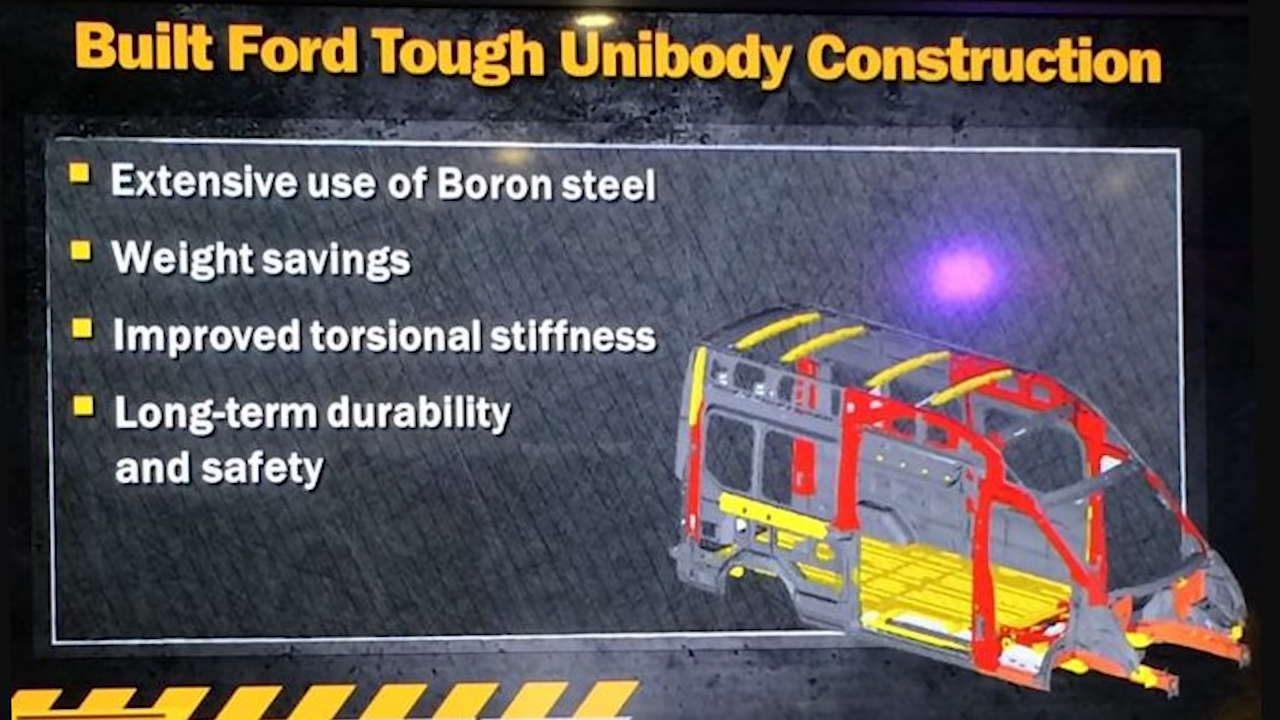 Built Ford Tough Unibody Construction
Extensive use of Boron steel
Weight savings
Improved torsional stiffness
Long-term durability
and safety